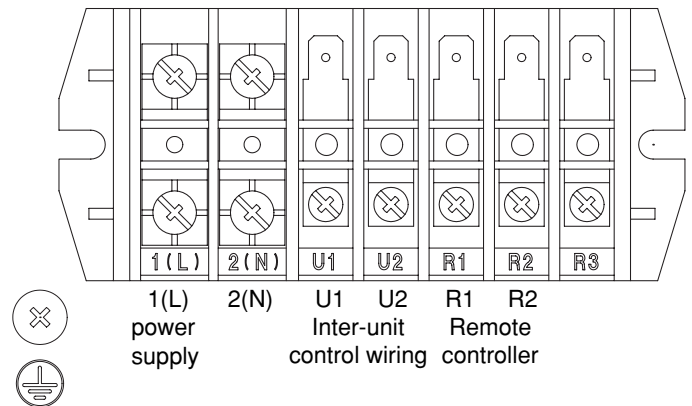 1(L) 2(N) U1 U2 R1 R2 R3
1(L) 2(N) U1 U2 R1 R2
power Inter-unit Remote
supply control wiring controller